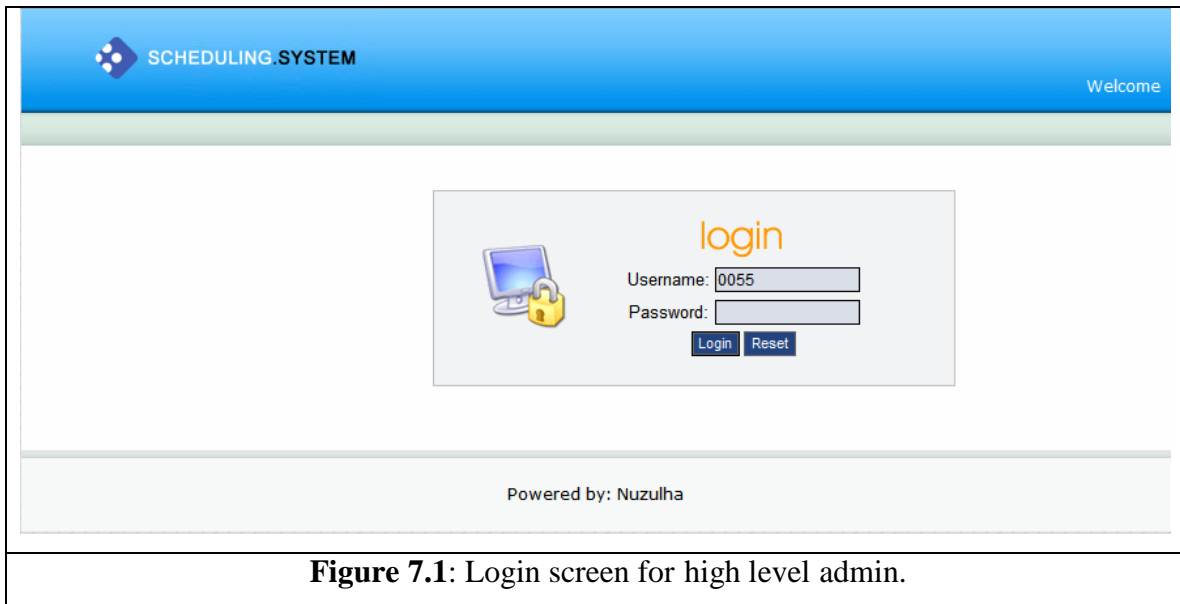 SCHEDULING.SYSTEM
Welcome
login
Username: 0055
Password:
Login Reset
Powered by: Nuzulha
Figure 7.1: Login screen for high level admin.